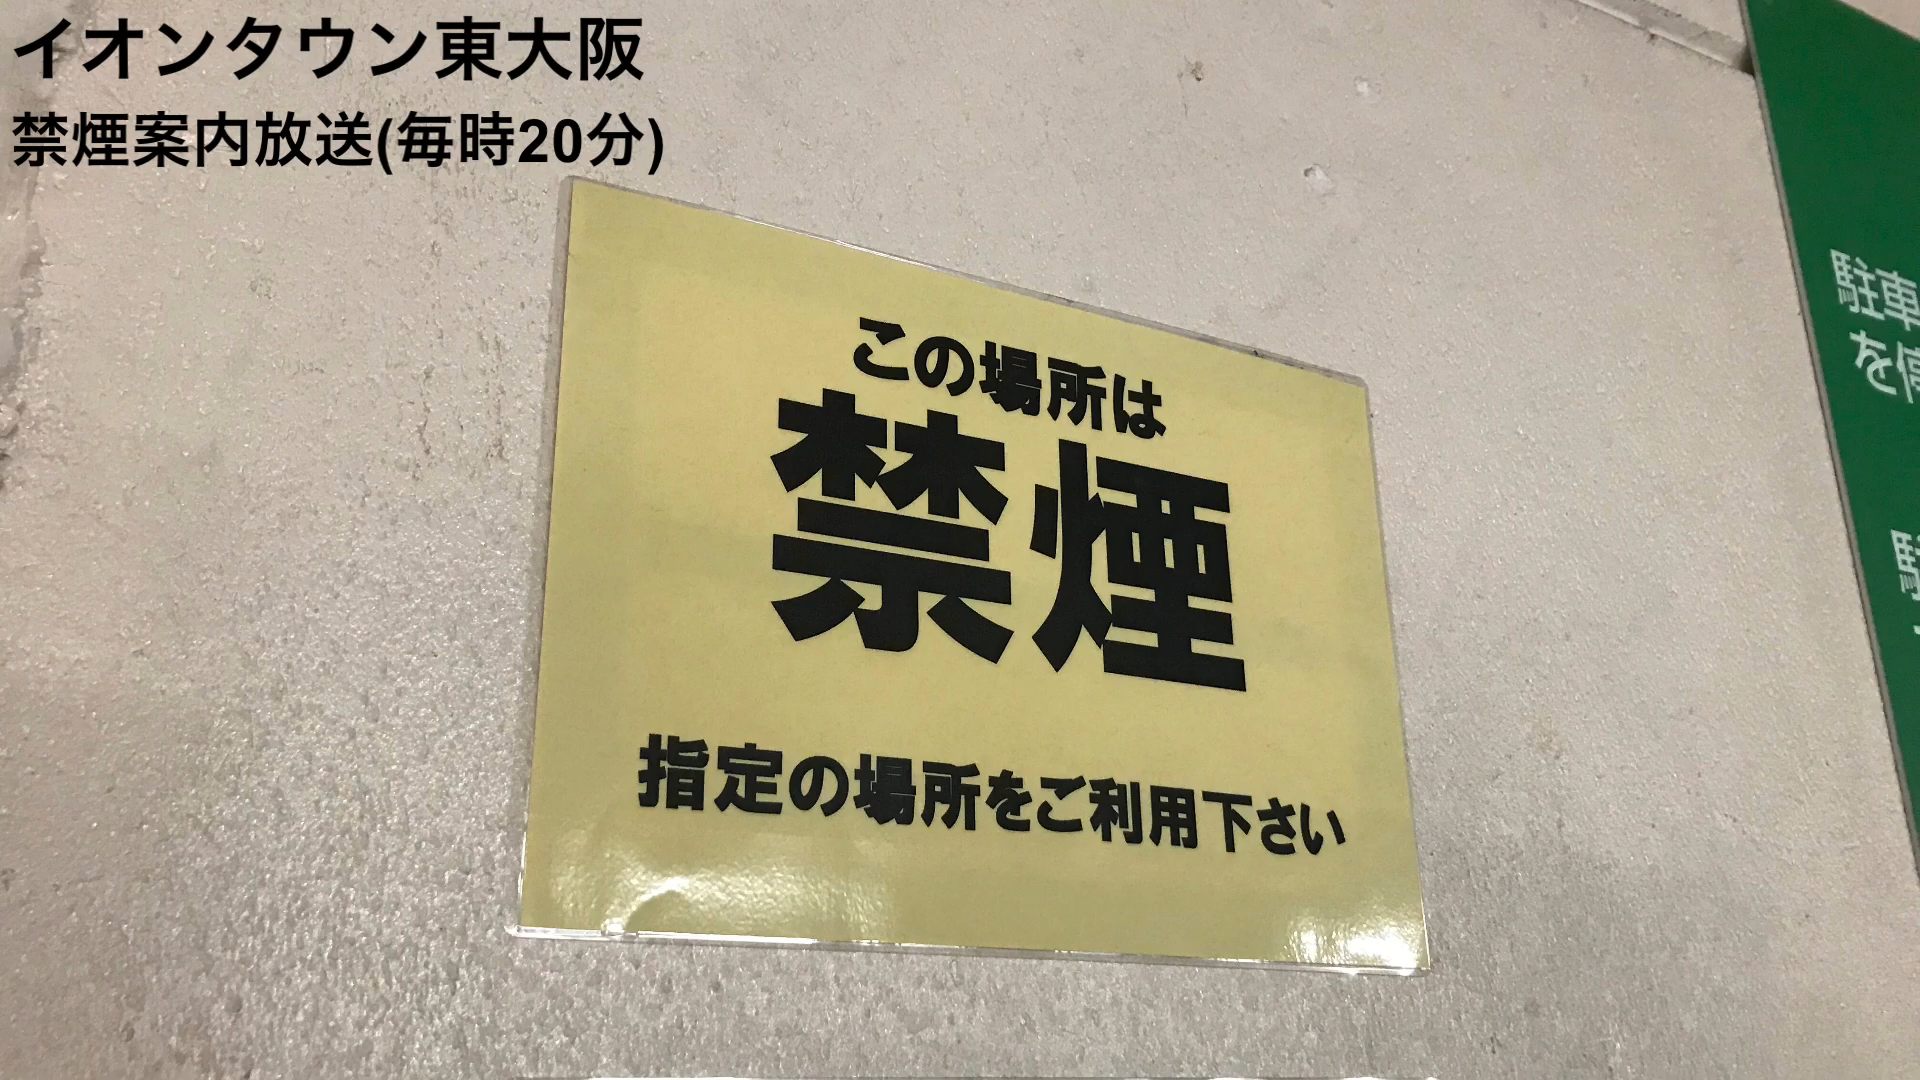 イオンタウン東大阪
禁煙案内放送(毎時20分)
この場所は
禁煙
指定の場所をご利用下さい
駐車
を停